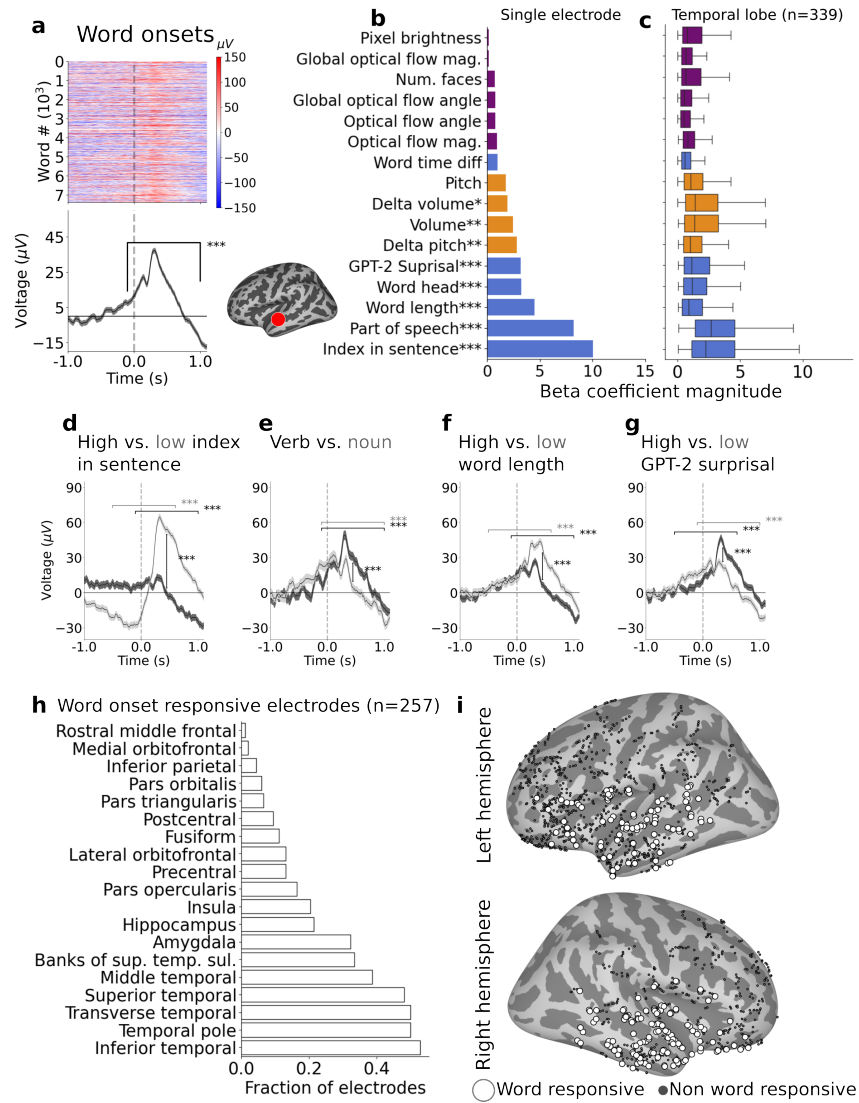 a
Word onsets
μV
0
1
2
3
4
5
6
7
Word # (10³)
150
100
50
0
−50
−100
−150
45
25
5
−15
Voltage (μV)
***
-1.0 0.0 1.0
Time (s)
b
Single electrode
Pixel brightness
Global optical flow mag.
Num. faces
Global optical flow angle
Optical flow angle
Optical flow mag.
Word time diff
Pitch
Delta volume*
Volume**
Delta pitch**
GPT-2 Suprisal***
Word head***
Word length***
Part of speech***
Index in sentence***
0 5 10 15
c
Temporal lobe (n=339)
0 5 10
Beta coefficient magnitude
d
High vs. low index
in sentence
90
60
30
0
−30
Voltage (μV)
***
***
***
-1.0 0.0 1.0
Time (s)
e
Verb vs. noun
90
60
30
0
−30
***
***
***
-1.0 0.0 1.0
Time (s)
f
High vs. low
word length
90
60
30
0
−30
***
***
***
-1.0 0.0 1.0
Time (s)
g
High vs. low
GPT-2 surprisal
90
60
30
0
−30
***
***
***
-1.0 0.0 1.0
Time (s)
h
Word onset responsive electrodes (n=257)
Rostral middle frontal
Medial orbitofrontal
Inferior parietal
Pars orbitalis
Pars triangularis
Postcentral
Fusiform
Lateral orbitofrontal
Precentral
Pars opercularis
Insula
Hippocampus
Amygdala
Banks of sup. temp. sul.
Middle temporal
Superior temporal
Transverse temporal
Temporal pole
Inferior temporal
0.0 0.2 0.4
Fraction of electrodes
i
Left hemisphere
Right hemisphere
Word responsive
Non word responsive